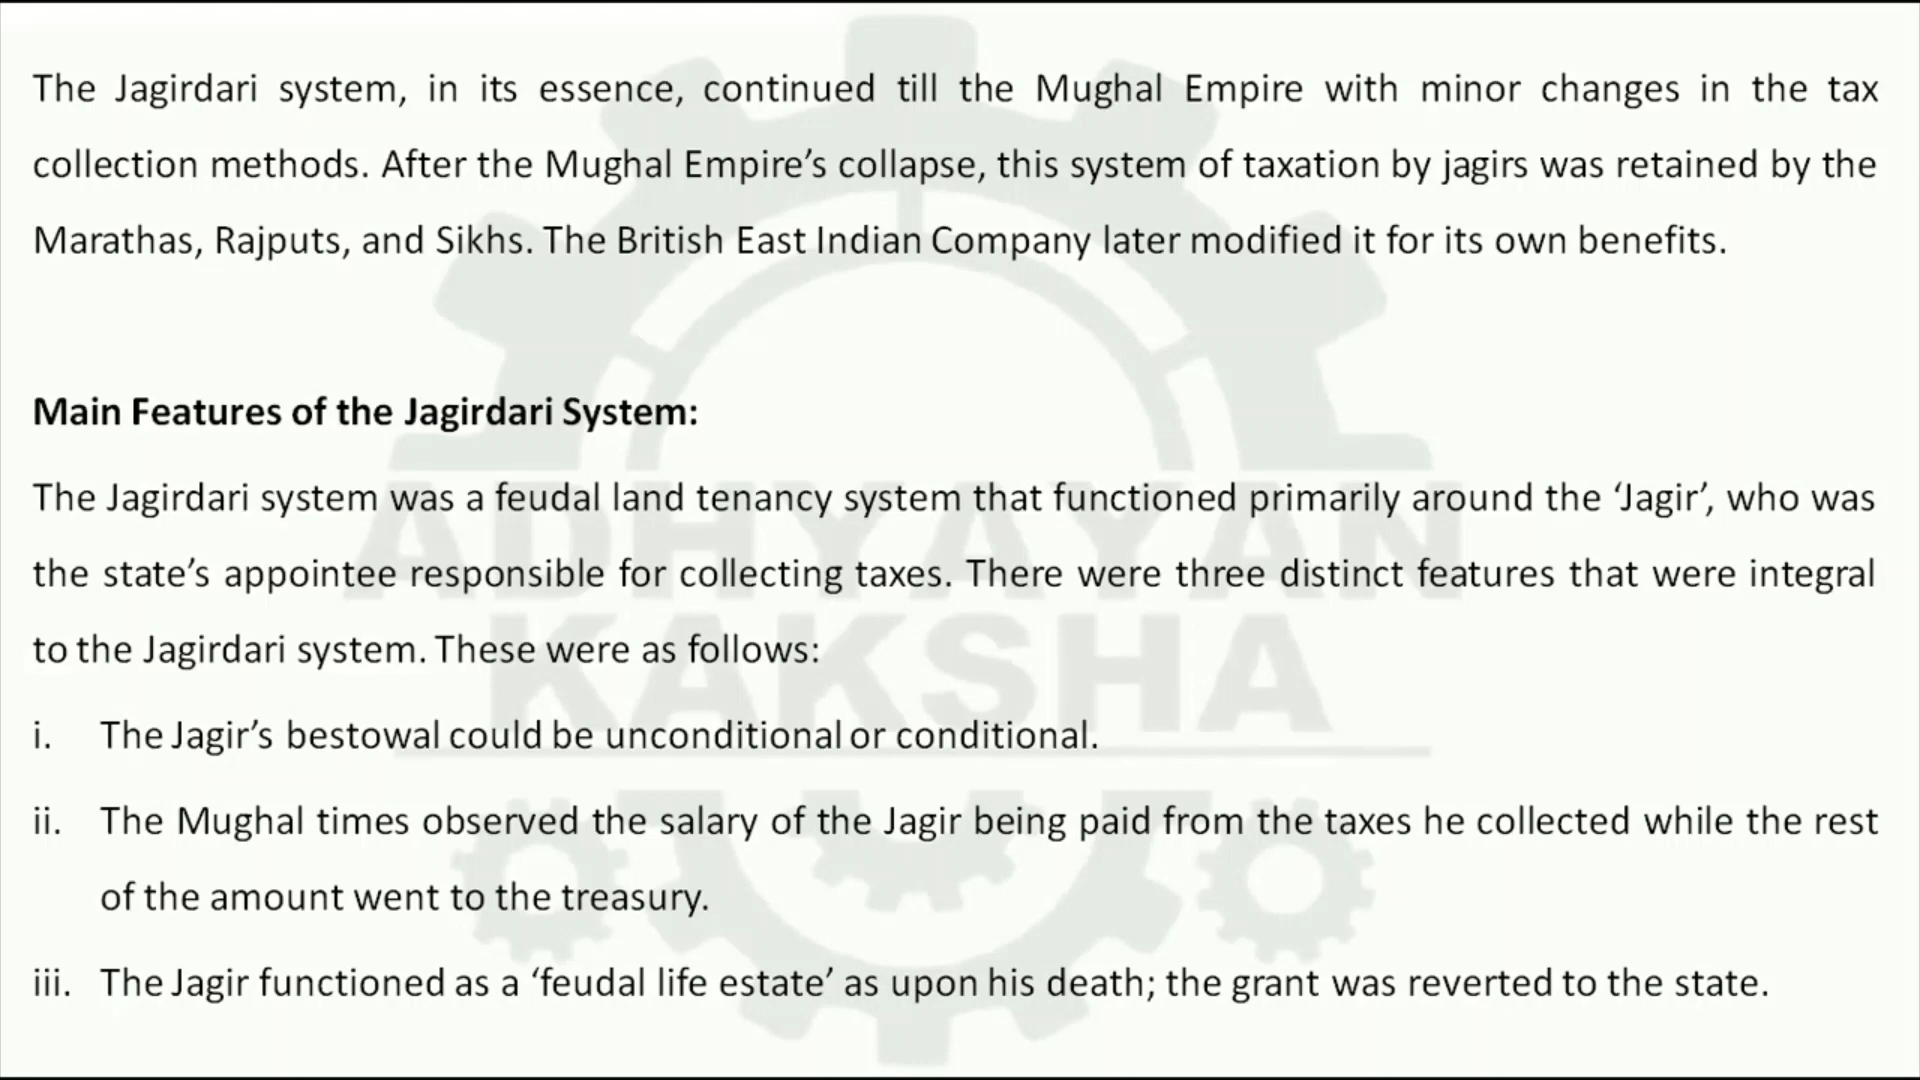 The Jagirdari system, in its essence, continued till the Mughal Empire with minor changes in the tax
collection methods. After the Mughal Empire’s collapse, this system of taxation by jagirs was retained by the
Marathas, Rajputs, and Sikhs. The British East Indian Company later modified it for its own benefits.
Main Features of the Jagirdari System:
The Jagirdari system was a feudal land tenancy system that functioned primarily around the ‘Jagir’, who was
the state’s appointee responsible for collecting taxes. There were three distinct features that were integral
to the Jagirdari system. These were as follows:
i. The Jagir’s bestowal could be unconditional or conditional.
ii. The Mughal times observed the salary of the Jagir being paid from the taxes he collected while the rest
of the amount went to the treasury.
iii. The Jagir functioned as a ‘feudal life estate’ as upon his death; the grant was reverted to the state.
ADHYAYAN
KAKSHA